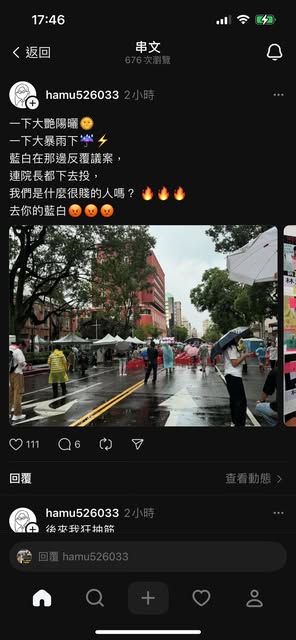 17:46
返回
串文
676 次瀏覽
hamu526033 2小時
一下大艷陽曬🌞
一下大暴雨下☔⚡
藍白在那邊反覆議案，
連院長都下去投，
我們是什麼很賤的人嗎？🔥🔥🔥
去你的藍白😡😡😡
111
6
回覆
查看動態
hamu526033 2小時
後來我狂抽筋
回覆 hamu526033